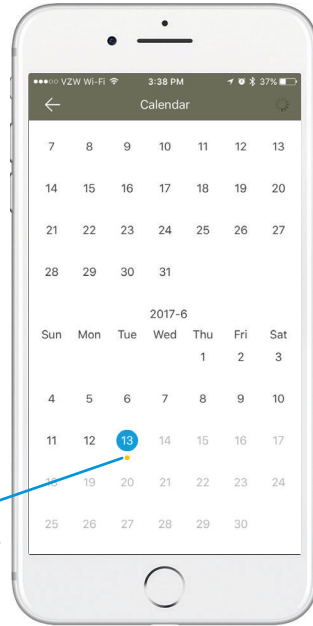 VZW Wi-Fi 3:38 PM 37%
Calendar
7 8 9 10 11 12 13
14 15 16 17 18 19 20
21 22 23 24 25 26 27
28 29 30 31
2017-6
Sun Mon Tue Wed Thu Fri Sat
1 2 3
4 5 6 7 8 9 10
11 12 13 14 15 16 17
18 19 20 21 22 23 24
25 26 27 28 29 30